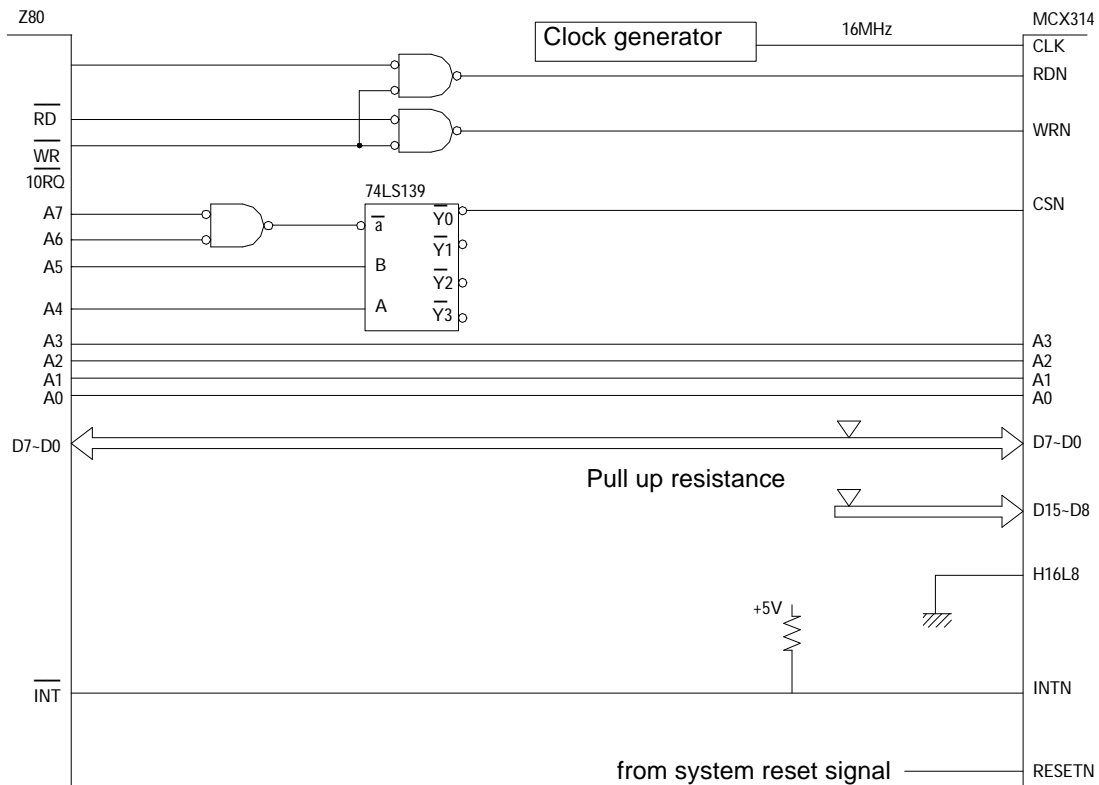 Z80
MCX314
Clock generator
16MHz
CLK
RDN
RD
WRN
WR
10RQ
74LS139
A7
a
Y0
CSN
A6
Y1
A5
B
Y2
A4
A
Y3
A3
A3
A2
A2
A1
A1
A0
A0
D7~D0
D7~D0
Pull up resistance
D15~D8
H16L8
+5V
INT
INTN
from system reset signal
RESETN